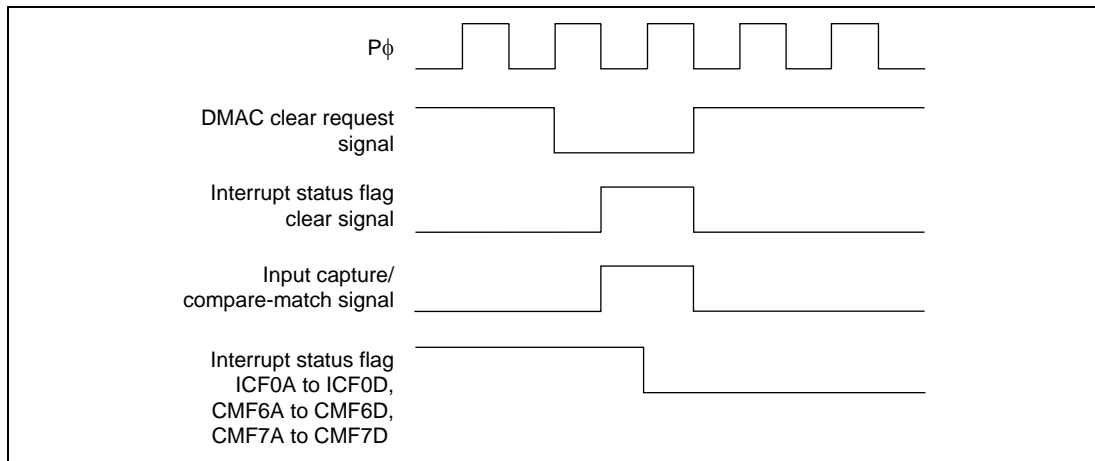 Pϕ
DMAC clear request
signal
Interrupt status flag
clear signal
Input capture/
compare-match signal
Interrupt status flag
ICF0A to ICF0D,
CMF6A to CMF6D,
CMF7A to CMF7D